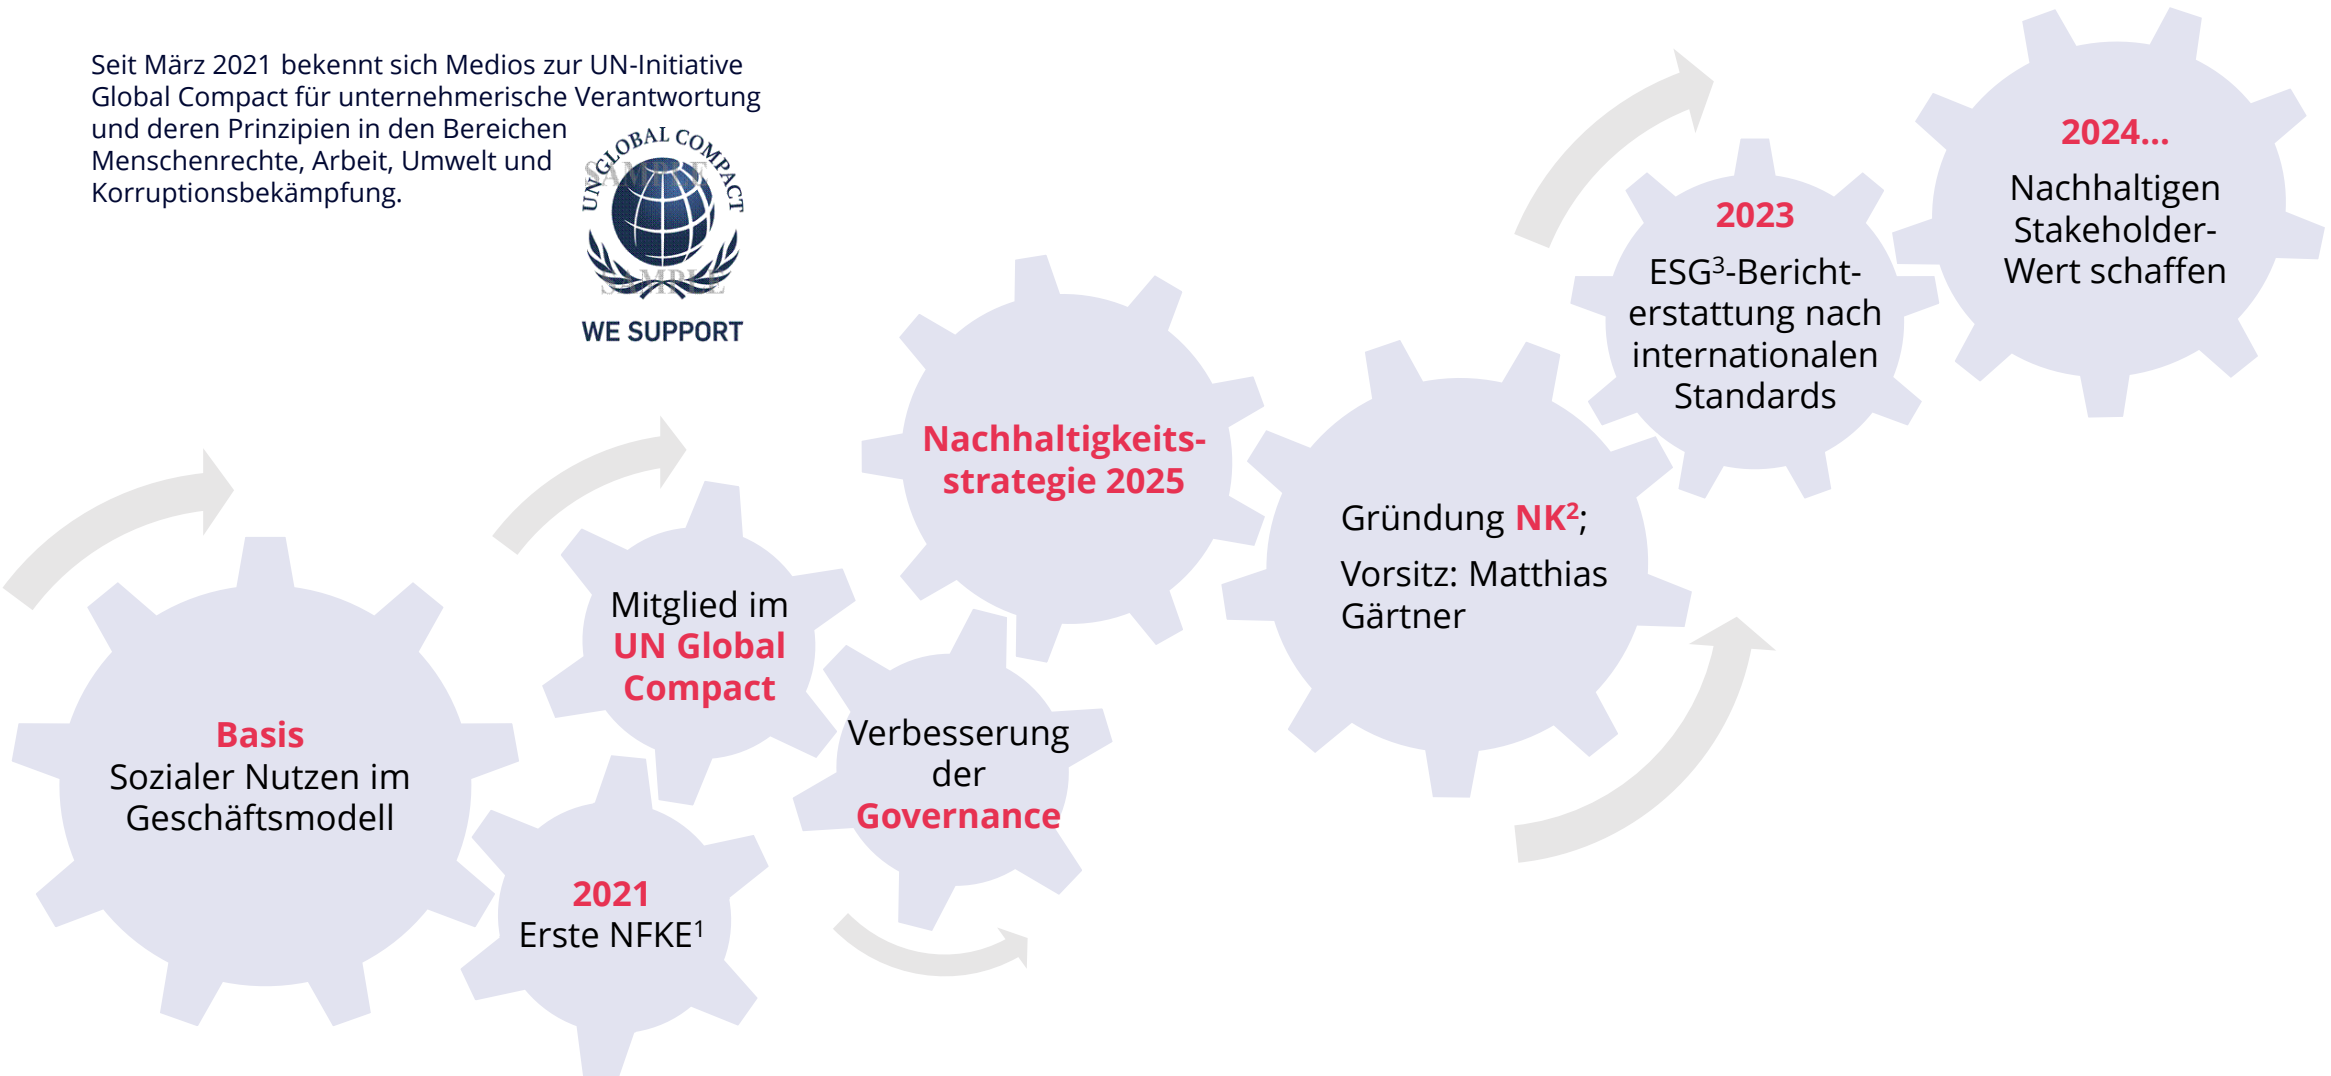 Seit März 2021 bekennt sich Medios zur UN-Initiative
Global Compact für unternehmerische Verantwortung
und deren Prinzipien in den Bereichen
Menschenrechte, Arbeit, Umwelt und
Korruptionsbekämpfung.
UN GLOBAL COMPACT
SAMPLE
SAMPLE
WE SUPPORT
Basis
Sozialer Nutzen im
Geschäftsmodell
2021
Erste NFKE¹
Mitglied im
UN Global
Compact
Verbesserung
der
Governance
Nachhaltigkeits-
strategie 2025
Gründung NK²;
Vorsitz: Matthias
Gärtner
2023
ESG³-Bericht-
erstattung nach
internationalen
Standards
2024...
Nachhaltigen
Stakeholder-
Wert schaffen